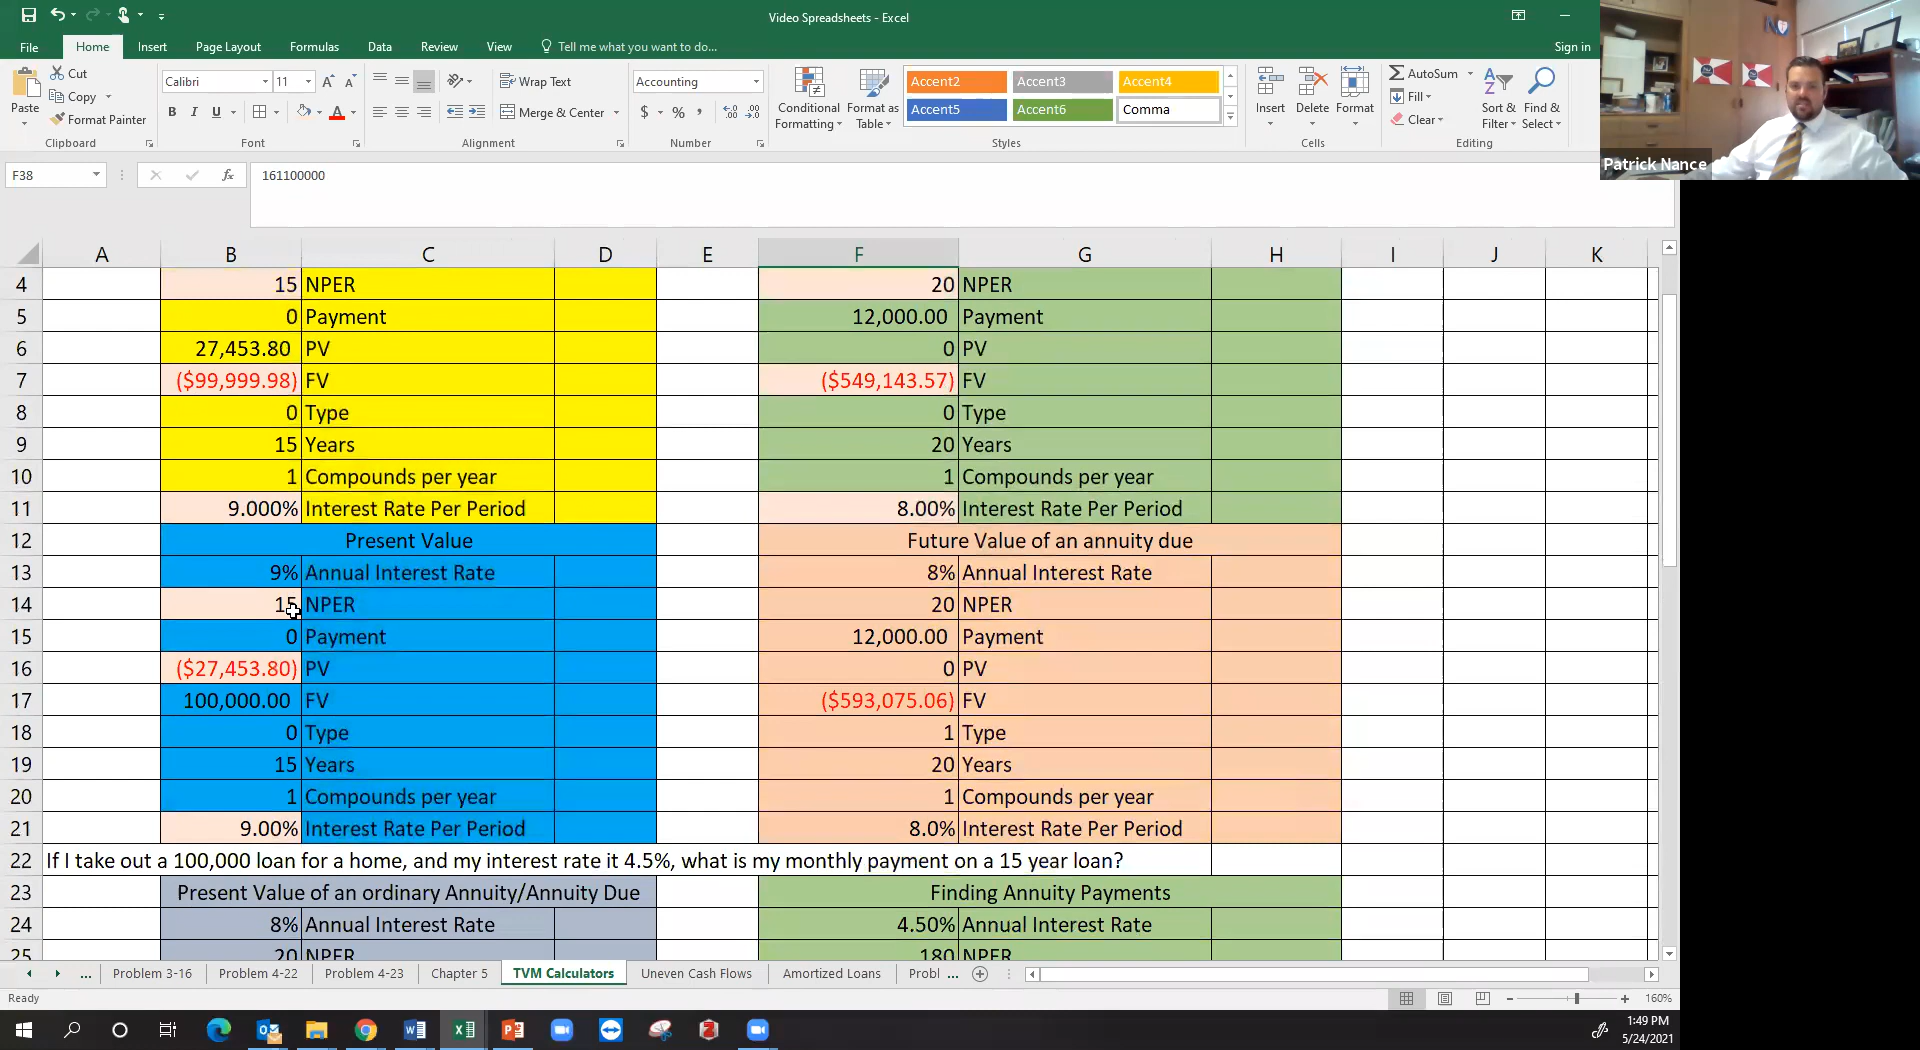 Video Spreadsheets - Excel
File Home Insert Page Layout Formulas Data Review View Tell me what you want to do... Sign in
Paste
Cut
Copy
Format Painter
Clipboard
Calibri 11
B I U
Font
Wrap Text
Merge & Center
Alignment
Accounting
$ % ,
Number
Conditional Formatting
Format as Table
Accent2 Accent3 Accent4
Accent5 Accent6 Comma
Styles
Insert Delete Format
Cells
AutoSum
Fill
Clear
Sort & Filter
Find & Select
Editing
Patrick Nance
F38 fx 161100000
A B C D E F G H I J K
4 15 NPER 20 NPER
5 0 Payment 12,000.00 Payment
6 27,453.80 PV 0 PV
7 ($99,999.98) FV ($549,143.57) FV
8 0 Type 0 Type
9 15 Years 20 Years
10 1 Compounds per year 1 Compounds per year
11 9.000% Interest Rate Per Period 8.00% Interest Rate Per Period
12 Present Value Future Value of an annuity due
13 9% Annual Interest Rate 8% Annual Interest Rate
14 15 NPER 20 NPER
15 0 Payment 12,000.00 Payment
16 ($27,453.80) PV 0 PV
17 100,000.00 FV ($593,075.06) FV
18 0 Type 1 Type
19 15 Years 20 Years
20 1 Compounds per year 1 Compounds per year
21 9.00% Interest Rate Per Period 8.0% Interest Rate Per Period
22 If I take out a 100,000 loan for a home, and my interest rate it 4.5%, what is my monthly payment on a 15 year loan?
23 Present Value of an ordinary Annuity/Annuity Due Finding Annuity Payments
24 8% Annual Interest Rate 4.50% Annual Interest Rate
25 20 NPER 180 NPER
... Problem 3-16 Problem 4-22 Problem 4-23 Chapter 5 TVM Calculators Uneven Cash Flows Amortized Loans Probl ...
Ready 160%
1:49 PM
5/24/2021